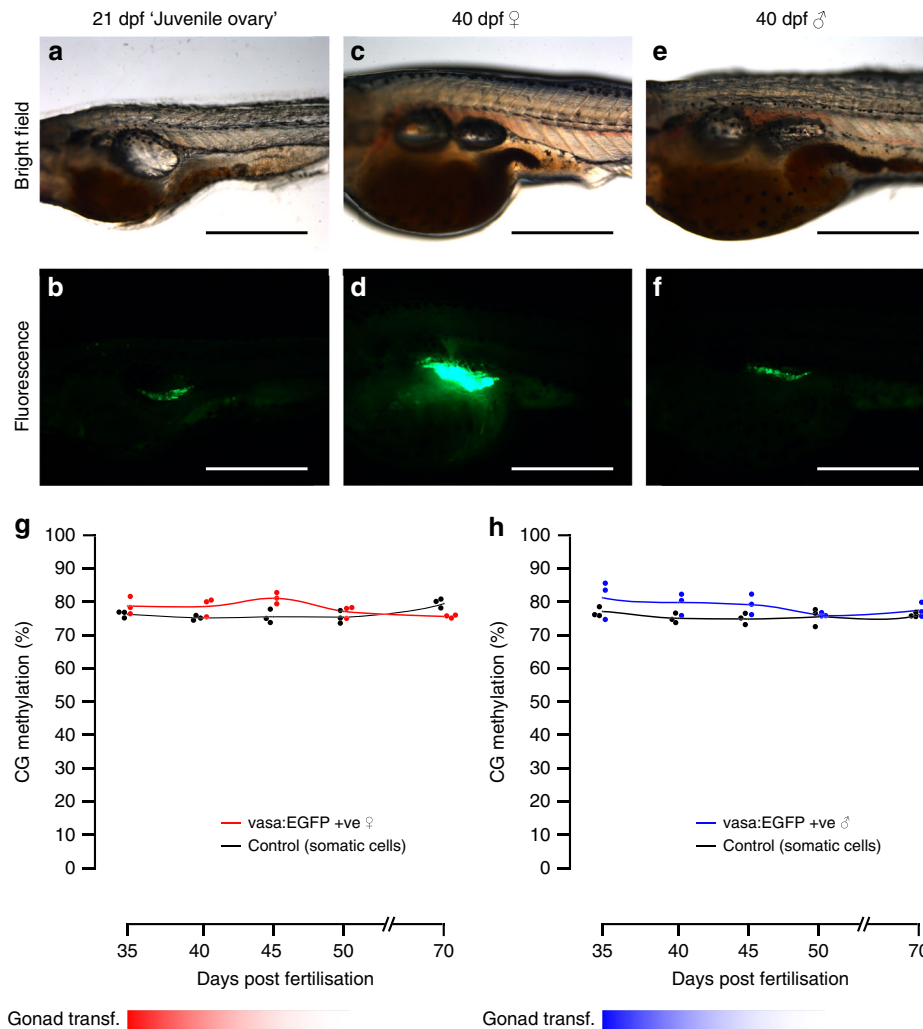 21 dpf ‘Juvenile ovary’
40 dpf ♀
40 dpf ♂
a
c
e
Bright field
b
d
f
Fluorescence
g
100
90
80
70
60
50
40
30
20
10
0
CG methylation (%)
vasa:EGFP +ve ♀
Control (somatic cells)
35 40 45 50 70
Days post fertilisation
Gonad transf.
h
100
90
80
70
60
50
40
30
20
10
0
CG methylation (%)
vasa:EGFP +ve ♂
Control (somatic cells)
35 40 45 50 70
Days post fertilisation
Gonad transf.